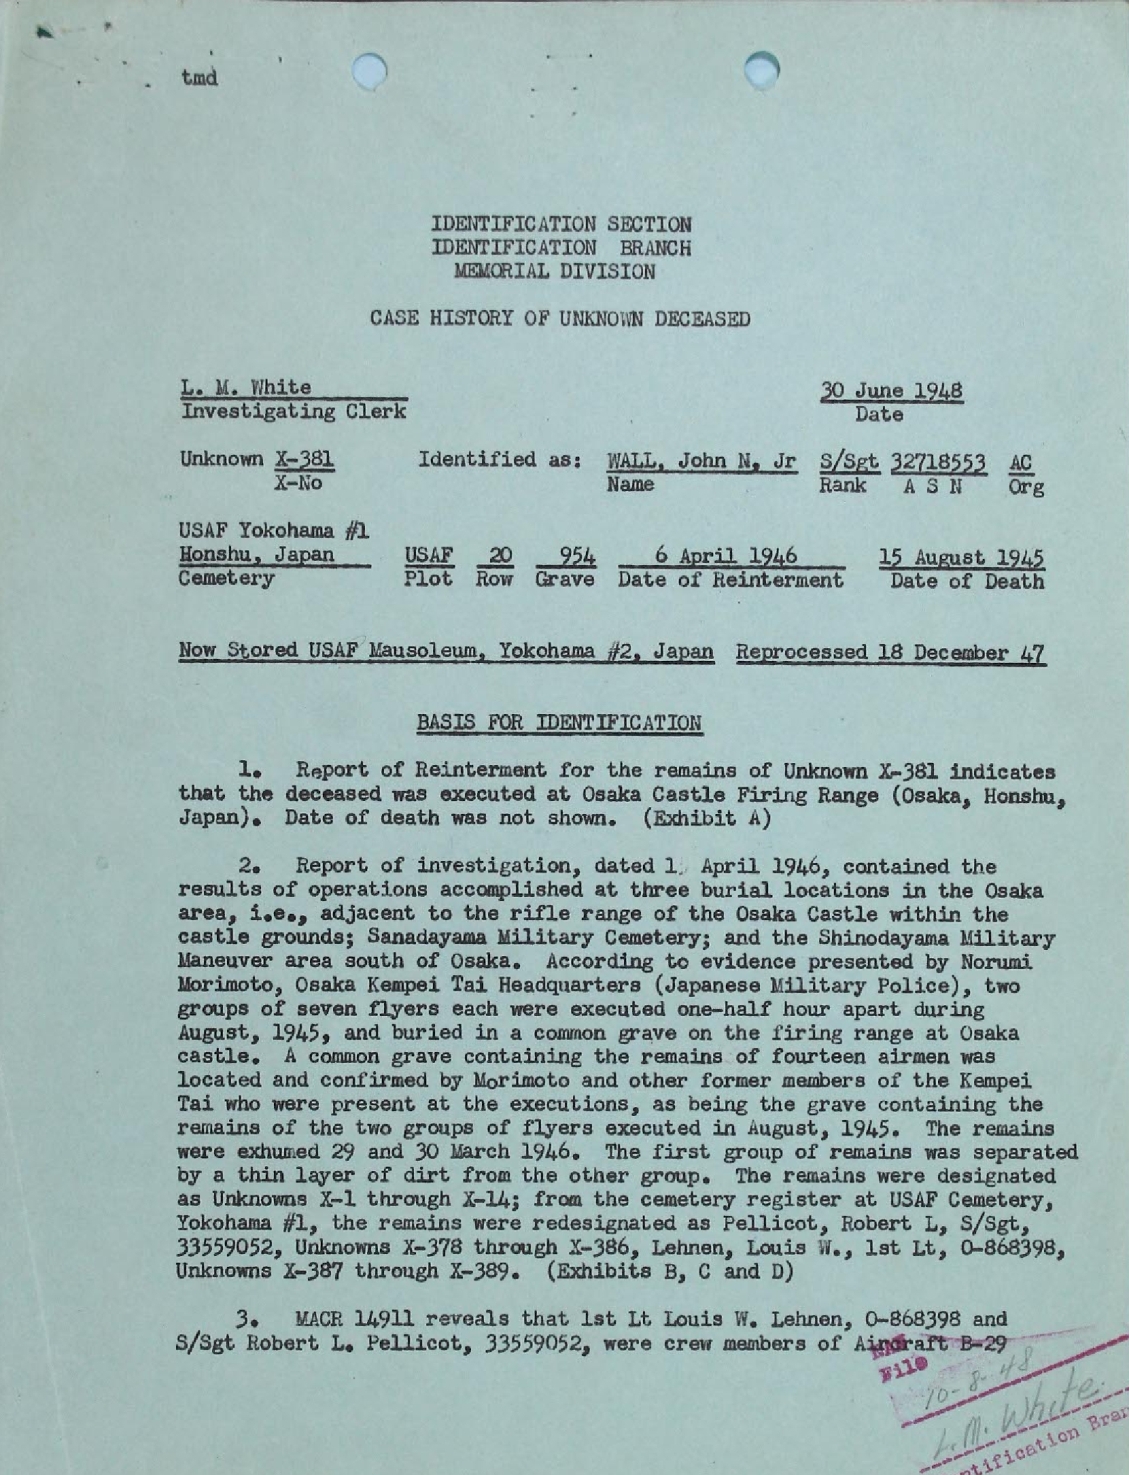 tmd
IDENTIFICATION SECTION
IDENTIFICATION BRANCH
MEMORIAL DIVISION
CASE HISTORY OF UNKNOWN DECEASED
L. M. White 30 June 1948
Investigating Clerk Date
Unknown X-381 Identified as: WALL, John N, Jr S/Sgt 32718553 AC
X-No Name Rank A S N Org
USAF Yokohama #1
Honshu, Japan USAF 20 954 6 April 1946 15 August 1945
Cemetery Plot Row Grave Date of Reinterment Date of Death
Now Stored USAF Mausoleum, Yokohama #2, Japan Reprocessed 18 December 47
BASIS FOR IDENTIFICATION
1. Report of Reinterment for the remains of Unknown X-381 indicates
that the deceased was executed at Osaka Castle Firing Range (Osaka, Honshu,
Japan). Date of death was not shown. (Exhibit A)
2. Report of investigation, dated 1 April 1946, contained the
results of operations accomplished at three burial locations in the Osaka
area, i.e., adjacent to the rifle range of the Osaka Castle within the
castle grounds; Sanadayama Military Cemetery; and the Shinodayama Military
Maneuver area south of Osaka. According to evidence presented by Norumi
Morimoto, Osaka Kempei Tai Headquarters (Japanese Military Police), two
groups of seven flyers each were executed one-half hour apart during
August, 1945, and buried in a common grave on the firing range at Osaka
castle. A common grave containing the remains of fourteen airmen was
located and confirmed by Morimoto and other former members of the Kempei
Tai who were present at the executions, as being the grave containing the
remains of the two groups of flyers executed in August, 1945. The remains
were exhumed 29 and 30 March 1946. The first group of remains was separated
by a thin layer of dirt from the other group. The remains were designated
as Unknowns X-1 through X-14; from the cemetery register at USAF Cemetery,
Yokohama #1, the remains were redesignated as Pellicot, Robert L, S/Sgt,
33559052, Unknowns X-378 through X-386, Lehnen, Louis W., 1st Lt, O-868398,
Unknowns X-387 through X-389. (Exhibits B, C and D)
3. MACR 14911 reveals that 1st Lt Louis W. Lehnen, O-868398 and
S/Sgt Robert L. Pellicot, 33559052, were crew members of Aircraft B-29
File
10-8-48
L. M. White
ntification Bran